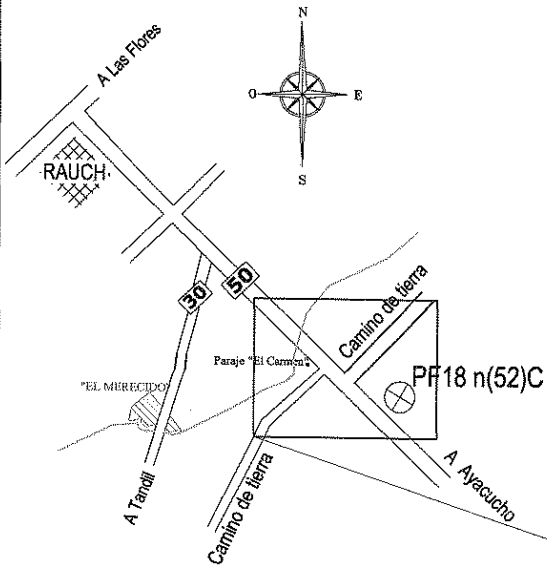 N
A Las Flores
O
E
RAUCH
S
30
50
Camino de tierra
Paraje "El Carmen"
PF18 n(52)C
"EL MERECIDO"
A Tandil
Camino de tierra
A Ayacucho